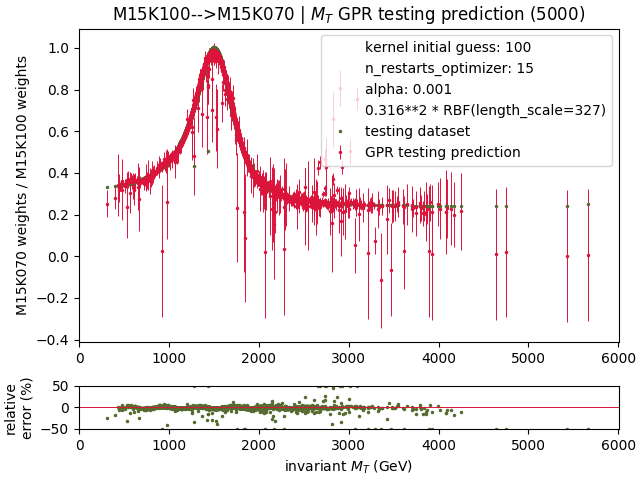 M15K100-->M15K070 | M_T GPR testing prediction (5000)
M15K070 weights / M15K100 weights
1.0
0.8
0.6
0.4
0.2
0.0
−0.2
−0.4
kernel initial guess: 100
n_restarts_optimizer: 15
alpha: 0.001
0.316**2 * RBF(length_scale=327)
testing dataset
GPR testing prediction
0 1000 2000 3000 4000 5000 6000
relative
error (%)
50
0
−50
0 1000 2000 3000 4000 5000 6000
invariant M_T (GeV)